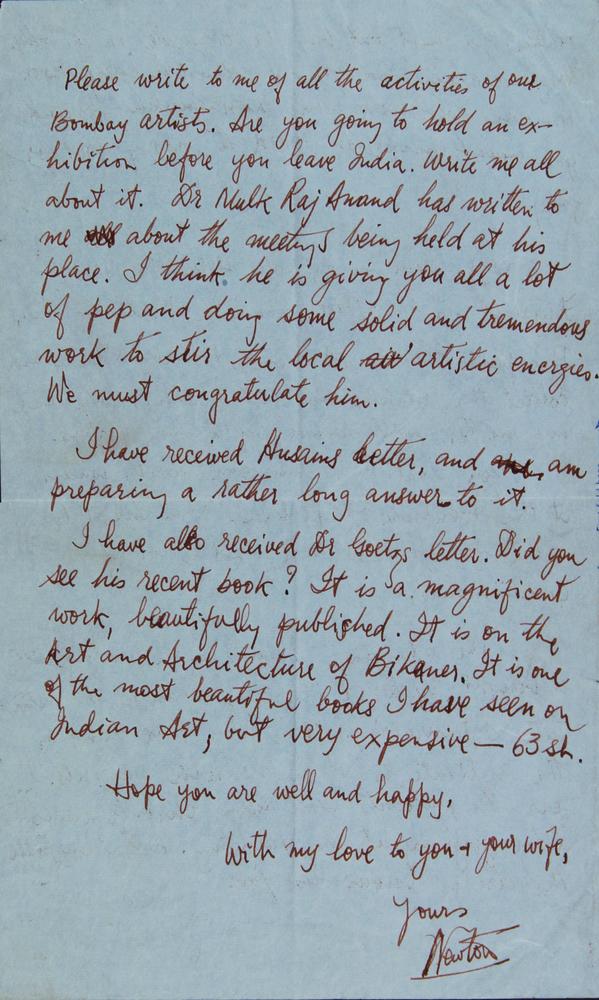 Please write to me of all the activities of our
Bombay artists. Are you going to hold an ex-
hibition before you leave India. Write me all
about it. Dr Mulk Raj Anand has written to
me about the meetings being held at his
place. I think he is giving you all a lot
of pep and doing some solid and tremendous
work to stir the local artistic energies.
We must congratulate him.
I have received Husains letter, and am
preparing a rather long answer to it.
I have also received Dr Goetzs letter. Did you
see his recent book? It is a magnificent
work, beautifully published. It is on the
Art and Architecture of Bikaner. It is one
of the most beautiful books I have seen on
Indian Art, but very expensive — 63 sh.
Hope you are well and happy,
With my love to you + your wife,
Yours
Newton